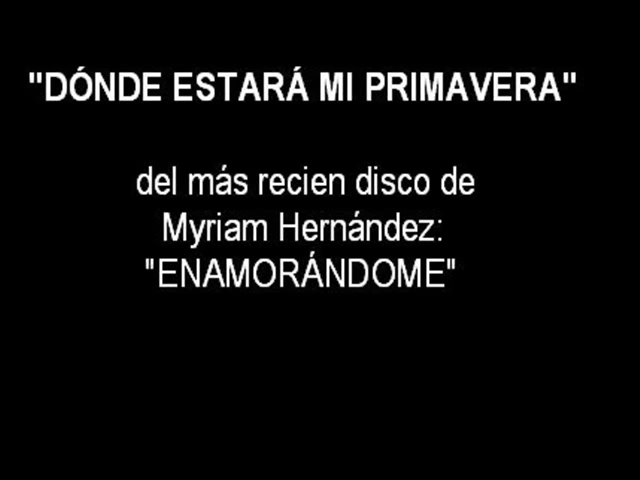 "DÓNDE ESTARÁ MI PRIMAVERA"
del más recien disco de
Myriam Hernández:
"ENAMORÁNDOME"